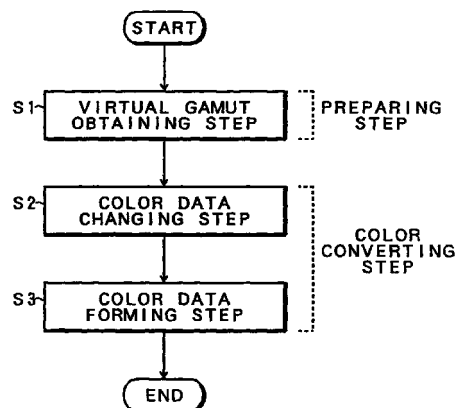 START
S1
VIRTUAL GAMUT
OBTAINING STEP
PREPARING
STEP
S2
COLOR DATA
CHANGING STEP
COLOR
CONVERTING
STEP
S3
COLOR DATA
FORMING STEP
END